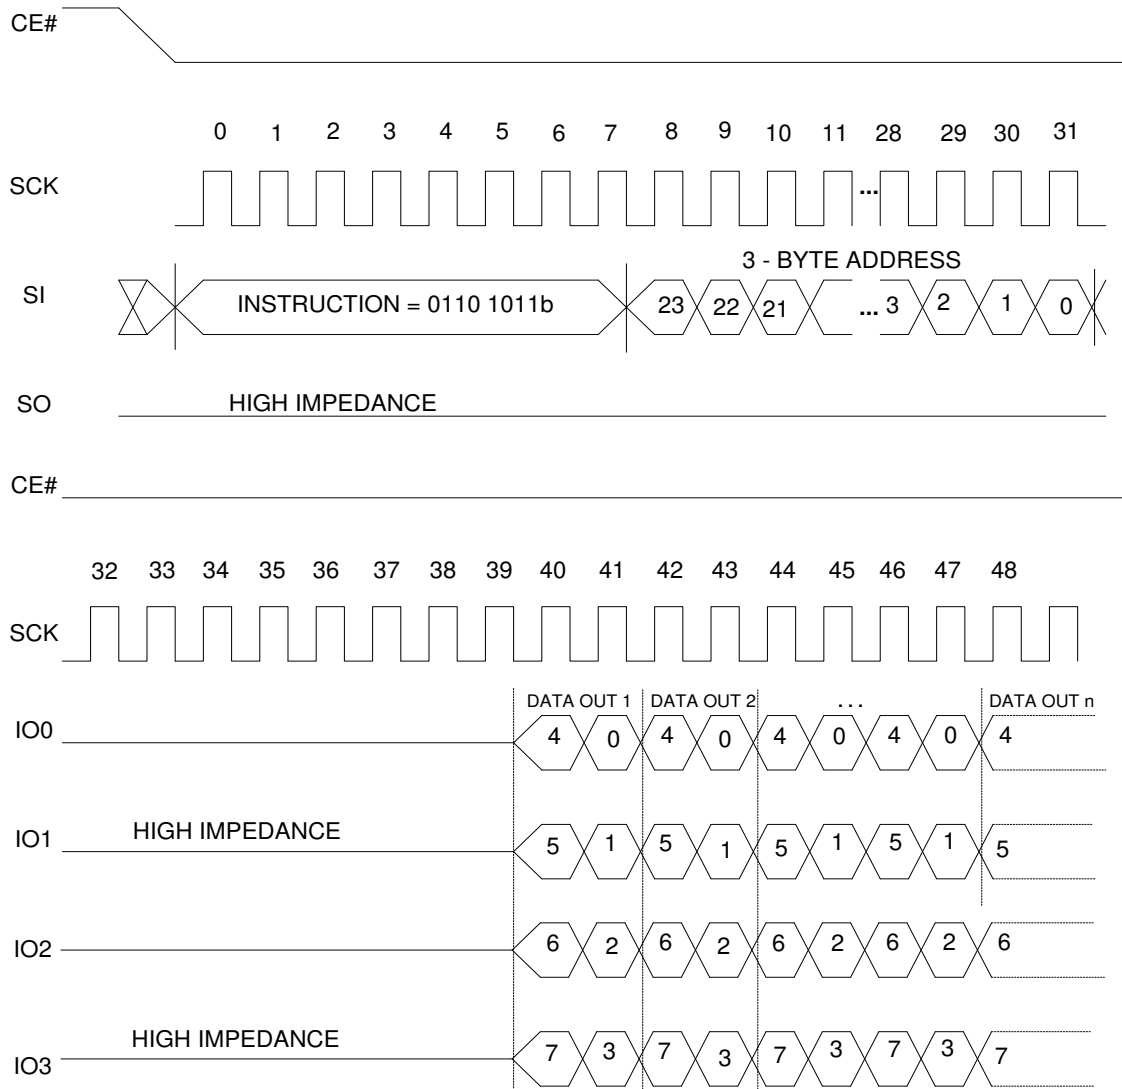 CE#
0 1 2 3 4 5 6 7 8 9 10 11 28 29 30 31
SCK ...
3 - BYTE ADDRESS
SI INSTRUCTION = 0110 1011b 23 22 21 ... 3 2 1 0
SO HIGH IMPEDANCE
CE#
32 33 34 35 36 37 38 39 40 41 42 43 44 45 46 47 48
SCK
DATA OUT 1 DATA OUT 2 ... DATA OUT n
IO0 4 0 4 0 4 0 4 0 4
IO1 HIGH IMPEDANCE 5 1 5 1 5 1 5 1 5
IO2 6 2 6 2 6 2 6 2 6
IO3 HIGH IMPEDANCE 7 3 7 3 7 3 7 3 7